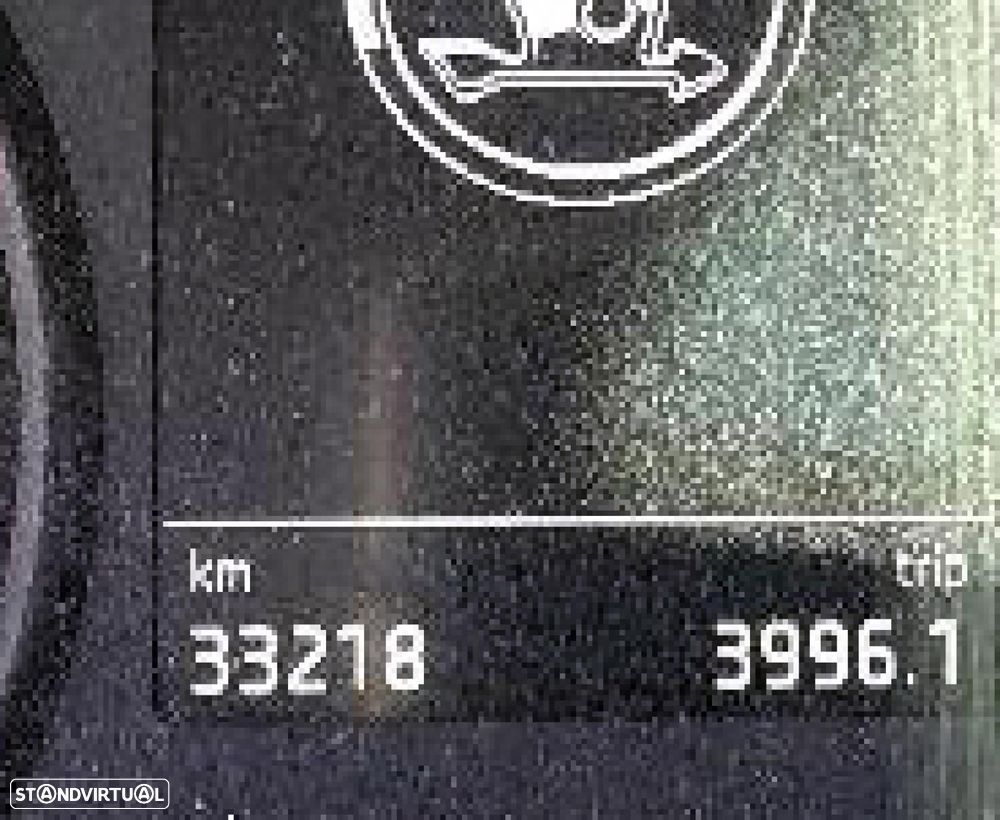 km trip
33218 3996.1
STANDVIRTUAL